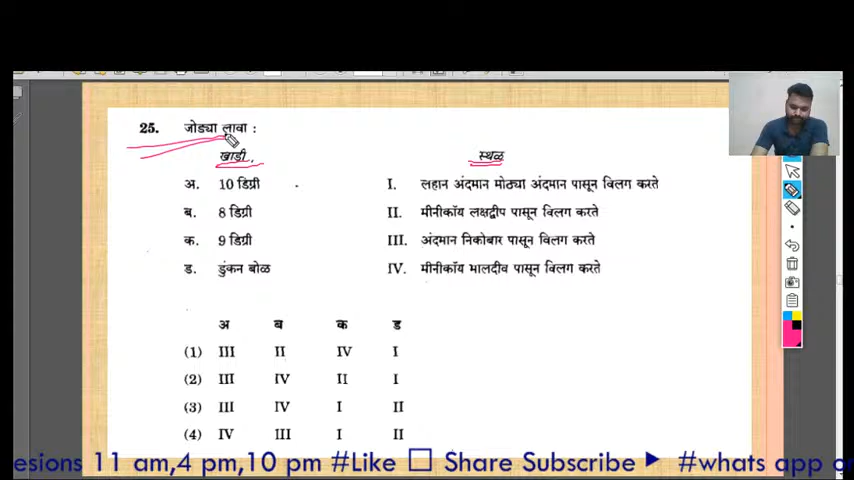 25. जोड्या लावा :
खाडी स्थळ
अ. 10 डिग्री I. लहान अंदमान मोठ्या अंदमान पासून विलग करते
ब. 8 डिग्री II. मीनीकॉय लक्षद्वीप पासून विलग करते
क. 9 डिग्री III. अंदमान निकोबार पासून विलग करते
ड. डुंकन बोळ IV. मीनीकॉय भालदीव पासून विलग करते
अ ब क ड
(1) III II IV I
(2) III IV II I
(3) III IV I II
(4) IV III I II
esions 11 am,4 pm,10 pm #Like □ Share Subscribe ▶ #whats app o